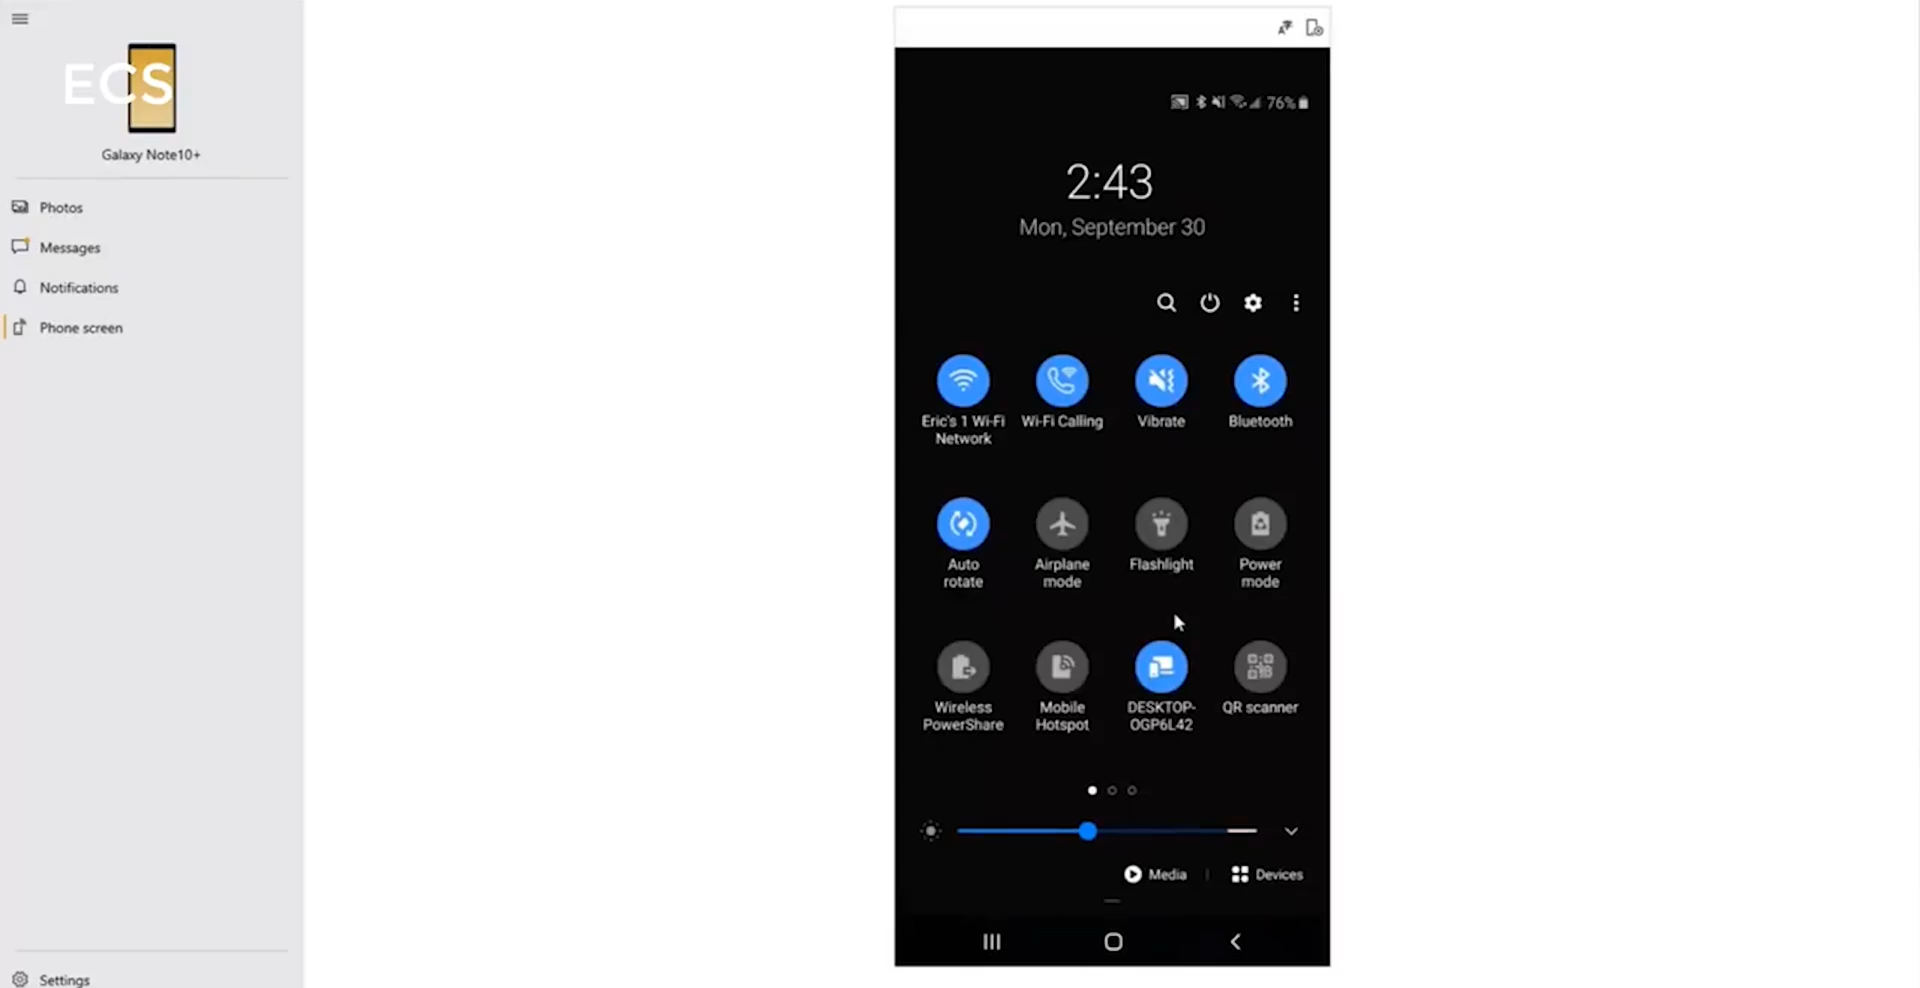 ECS
Galaxy Note10+
Photos
Messages
Notifications
Phone screen
Settings
76%
2:43
Mon, September 30
Eric's 1 Wi-Fi
Network
Wi-Fi Calling
Vibrate
Bluetooth
Auto
rotate
Airplane
mode
Flashlight
Power
mode
Wireless
PowerShare
Mobile
Hotspot
DESKTOP-
OGP6L42
QR scanner
Media
Devices